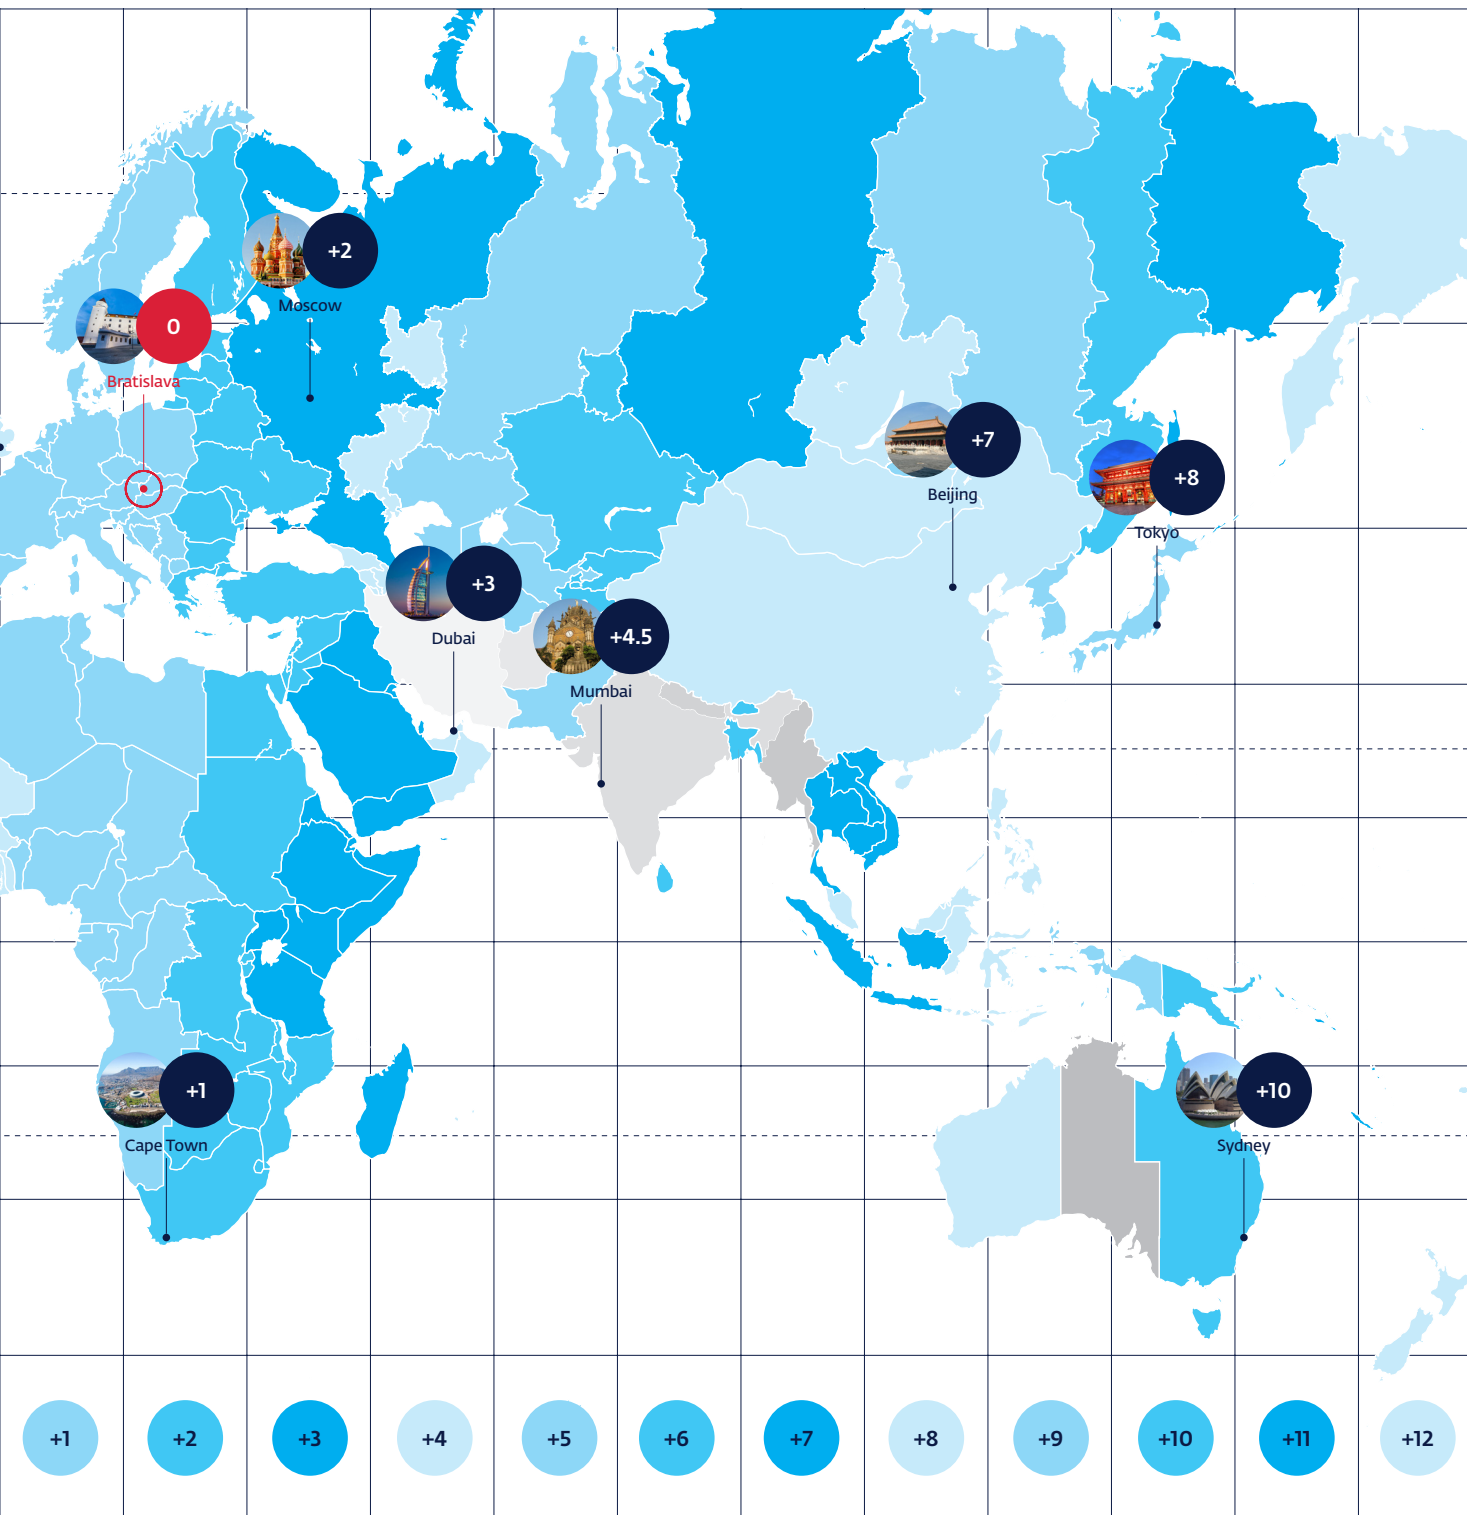 +2
Moscow
0
Bratislava
+7
Beijing
+8
Tokyo
+3
Dubai
+4.5
Mumbai
+1
Cape Town
+10
Sydney
+1
+2
+3
+4
+5
+6
+7
+8
+9
+10
+11
+12